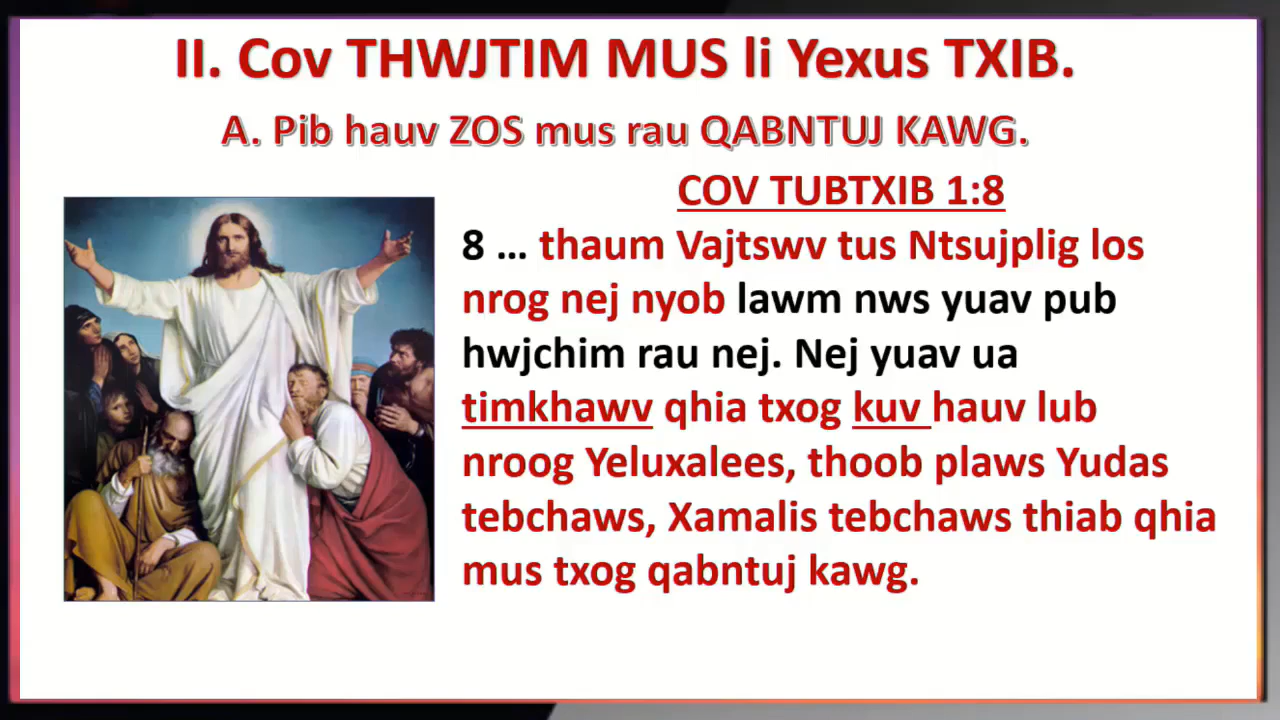 II. Cov THWJTIM MUS li Yexus TXIB.
A. Pib hauv ZOS mus rau QABNTUJ KAWG.
COV TUBTXIB 1:8
8 ... thaum Vajtswv tus Ntsujplig los
nrog nej nyob lawm nws yuav pub
hwjchim rau nej. Nej yuav ua
timkhawv qhia txog kuv hauv lub
nroog Yeluxalees, thoob plaws Yudas
tebchaws, Xamalis tebchaws thiab qhia
mus txog qabntuj kawg.